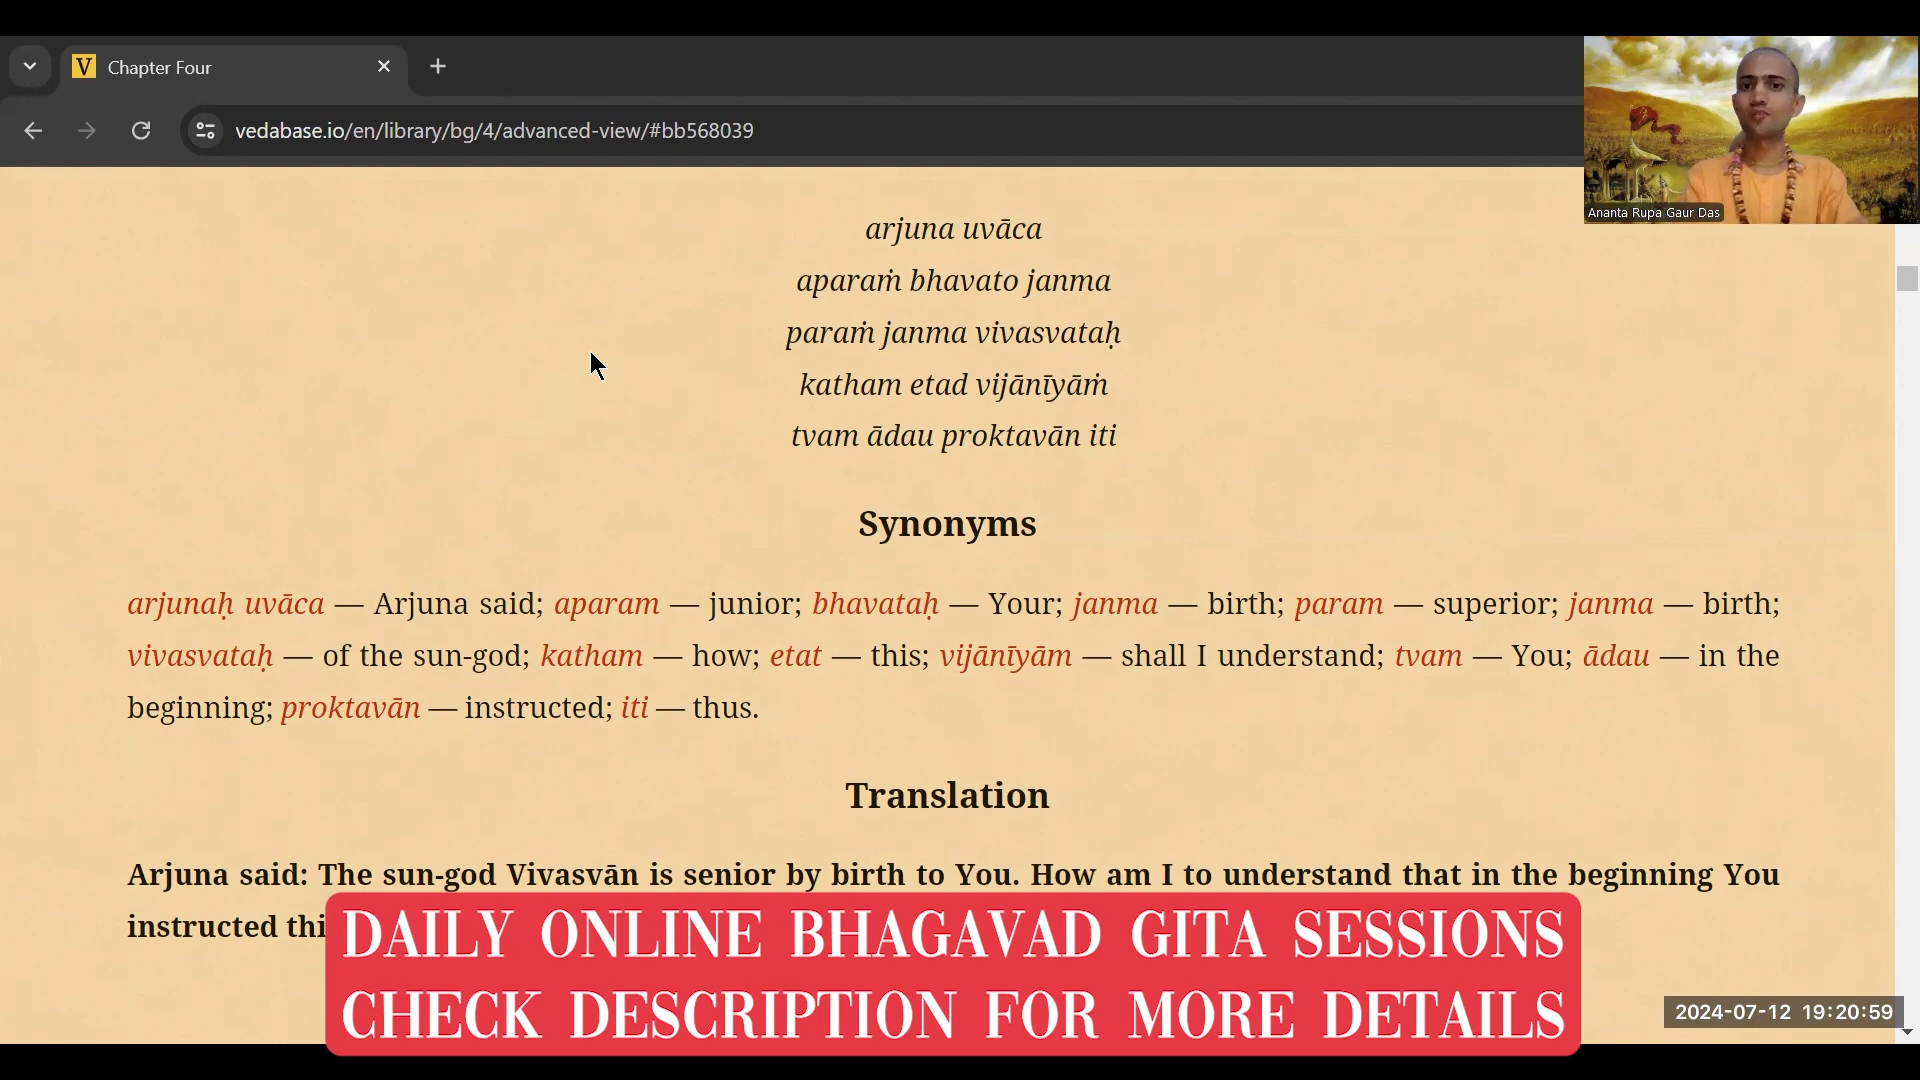 V Chapter Four
vedabase.io/en/library/bg/4/advanced-view/#bb568039
Ananta Rupa Gaur Das
arjuna uvāca
aparaṁ bhavato janma
paraṁ janma vivasvataḥ
katham etad vijānīyāṁ
tvam ādau proktavān iti
Synonyms
arjunaḥ uvāca — Arjuna said; aparam — junior; bhavataḥ — Your; janma — birth; param — superior; janma — birth;
vivasvataḥ — of the sun-god; katham — how; etat — this; vijānīyām — shall I understand; tvam — You; ādau — in the
beginning; proktavān — instructed; iti — thus.
Translation
Arjuna said: The sun-god Vivasvān is senior by birth to You. How am I to understand that in the beginning You
instructed thi
DAILY ONLINE BHAGAVAD GITA SESSIONS
CHECK DESCRIPTION FOR MORE DETAILS
2024-07-12 19:20:59